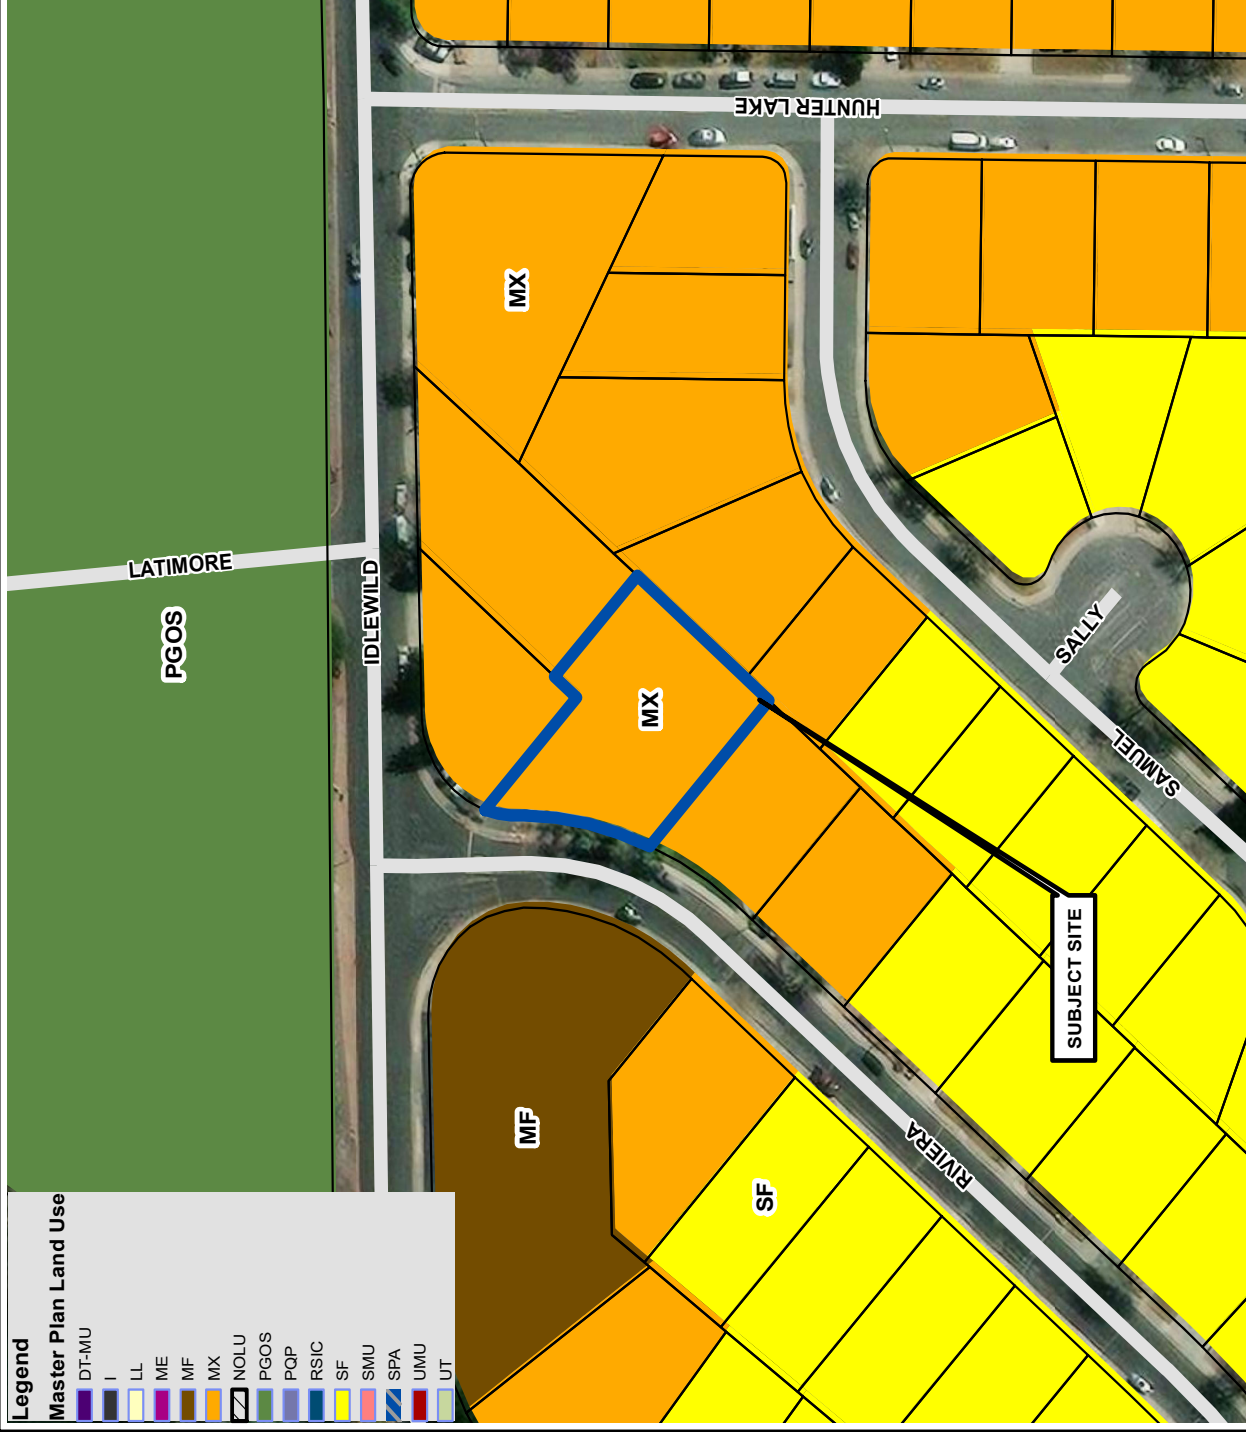 HUNTER LAKE
MX
LATIMORE
IDLEWILD
PGOS
SALLY
MX
SAMUEL
SUBJECT SITE
MF
RIVIERA
SF
Legend
Master Plan Land Use
DT-MU
I
LL
ME
MF
MX
NOLU
PGOS
PQP
RSIC
SF
SMU
SPA
UMU
UT